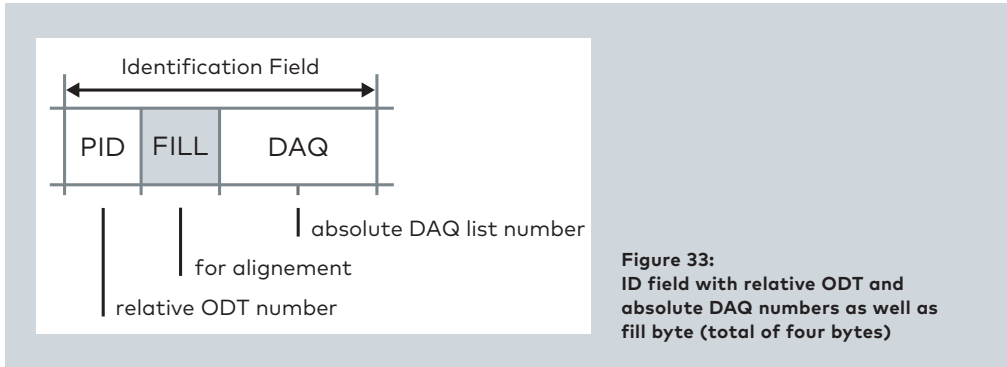 Identification Field
PID FILL DAQ
absolute DAQ list number
for alignement
relative ODT number
Figure 33:
ID field with relative ODT and
absolute DAQ numbers as well as
fill byte (total of four bytes)